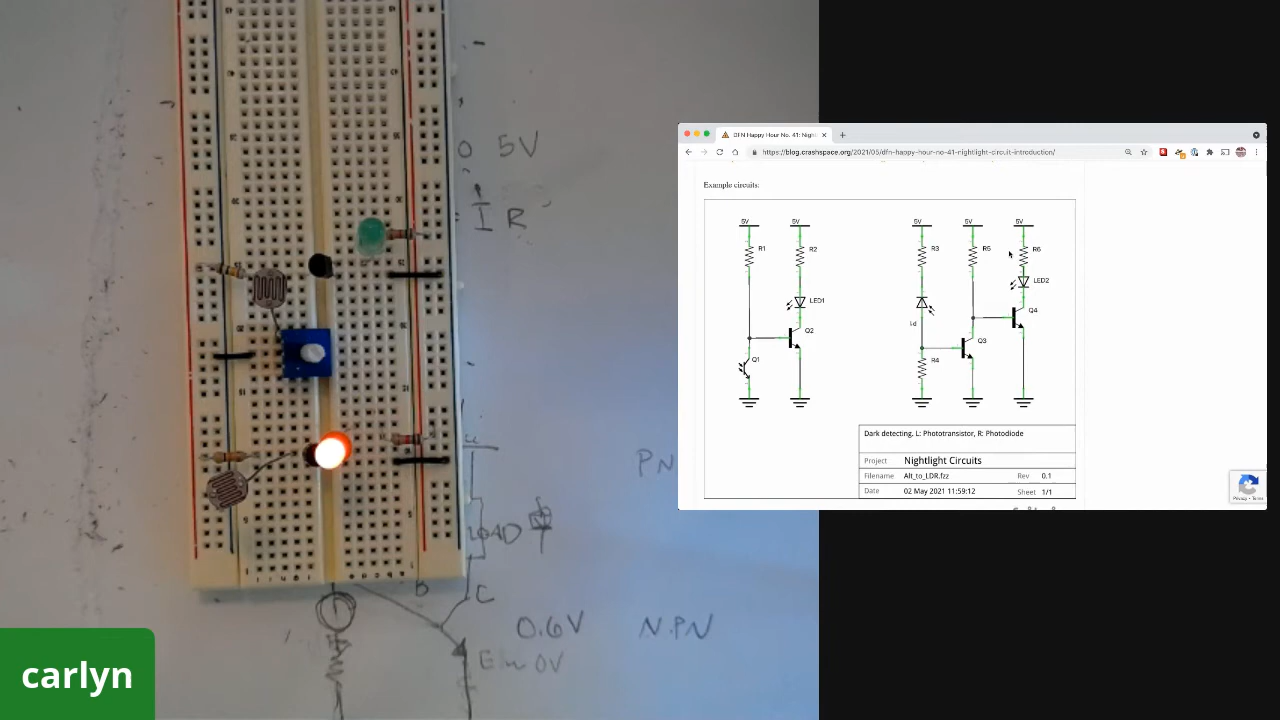 5V
R
PN
LOAD
B
C
0.6V
NPN
0V
carlyn
DFN Happy Hour No. 41: Night
https://blog.crashspace.org/2021/05/dfn-happy-hour-no-41-nightlight-circuit-introduction/
Example circuits:
5V 5V 5V 5V 5V
R1 R2 R3 R5 R6
LED1 LED2
Q2 Q4
Q1 Q3 R4
Dark detecting, L: Phototransistor, R: Photodiode
Project Nightlight Circuits
Filename Alt_to_LDR.fzz Rev 0.1
Date 02 May 2021 11:59:12 Sheet 1/1
Privacy - Terms